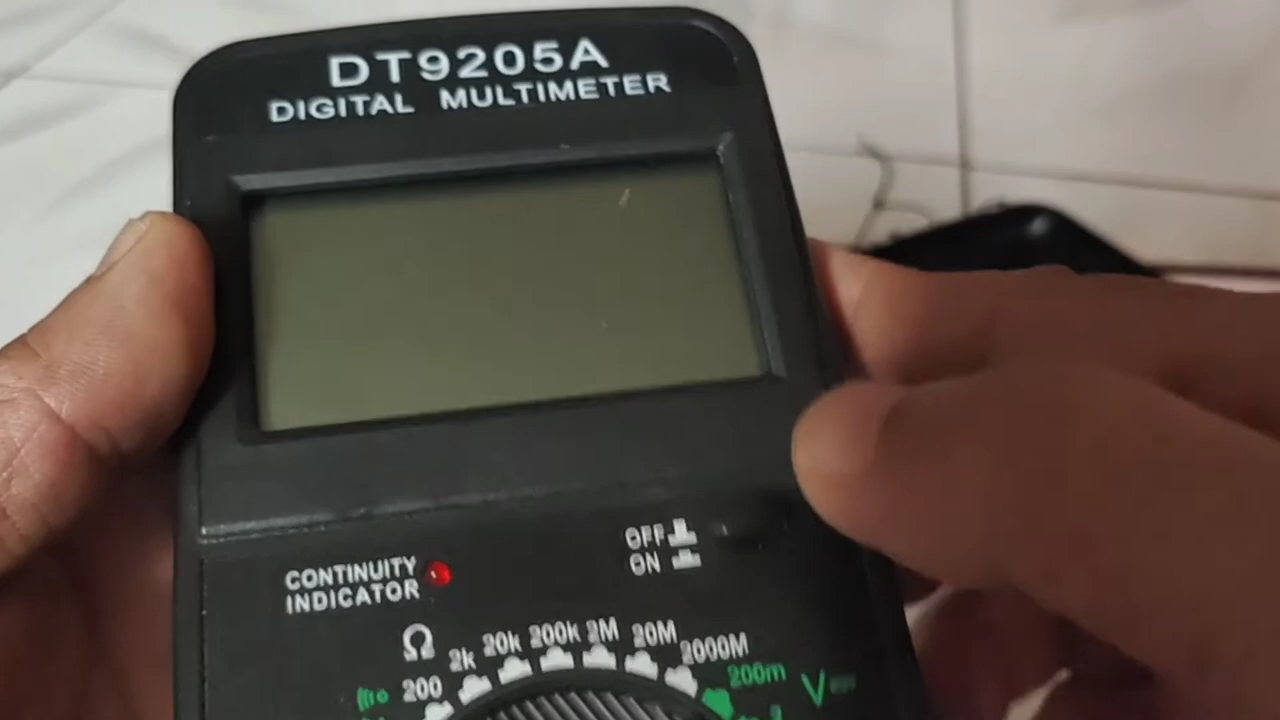 DT9205A
DIGITAL MULTIMETER
OFF
ON
CONTINUITY
INDICATOR
Ω
200 2k 20k 200k 2M 20M 2000M
200m V